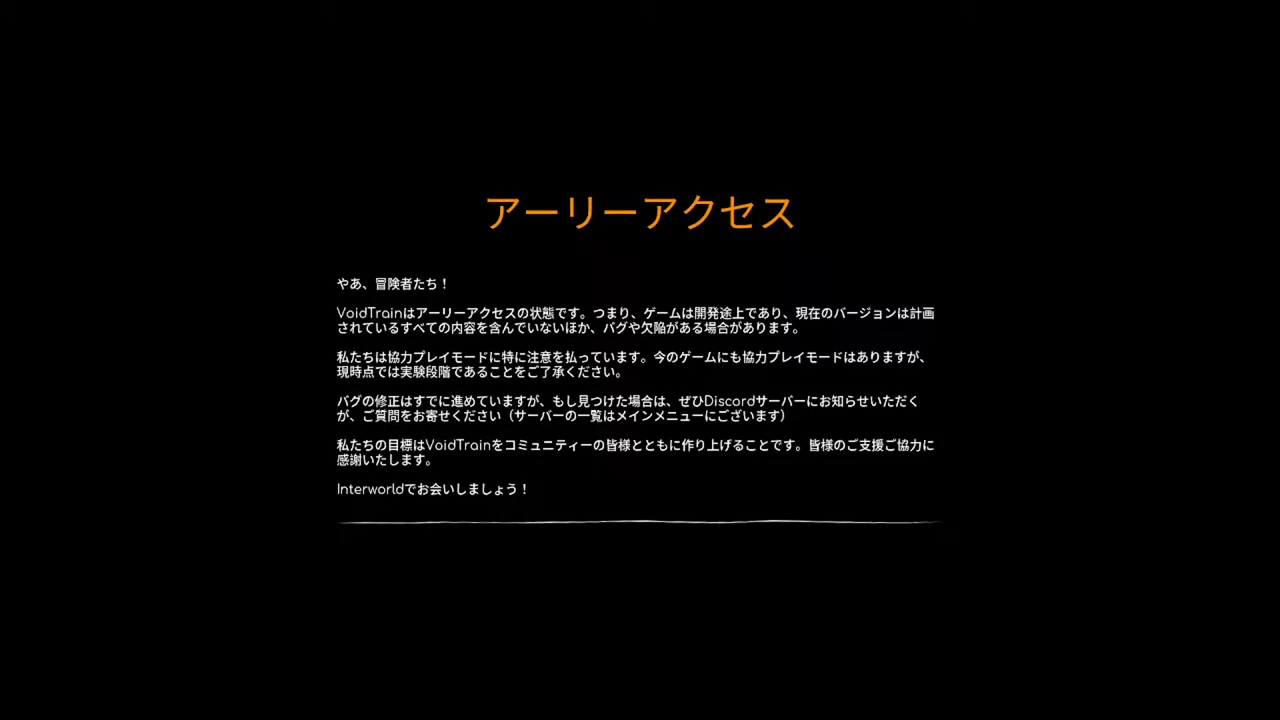 アーリーアクセス
やあ、冒険者たち！
VoidTrainはアーリーアクセスの状態です。つまり、ゲームは開発途上であり、現在のバージョンは計画
されているすべての内容を含んでいないほか、バグや欠陥がある場合があります。
私たちは協力プレイモードに特に注意を払っています。今のゲームにも協力プレイモードはありますが、
現時点では実験段階であることをご了承ください。
バグの修正はすでに進めていますが、もし見つけた場合は、ぜひDiscordサーバーにお知らせいただく
か、ご質問をお寄せください（サーバーの一覧はメインメニューにございます）
私たちの目標はVoidTrainをコミュニティーの皆様とともに作り上げることです。皆様のご支援ご協力に
感謝いたします。
Interworldでお会いしましょう！